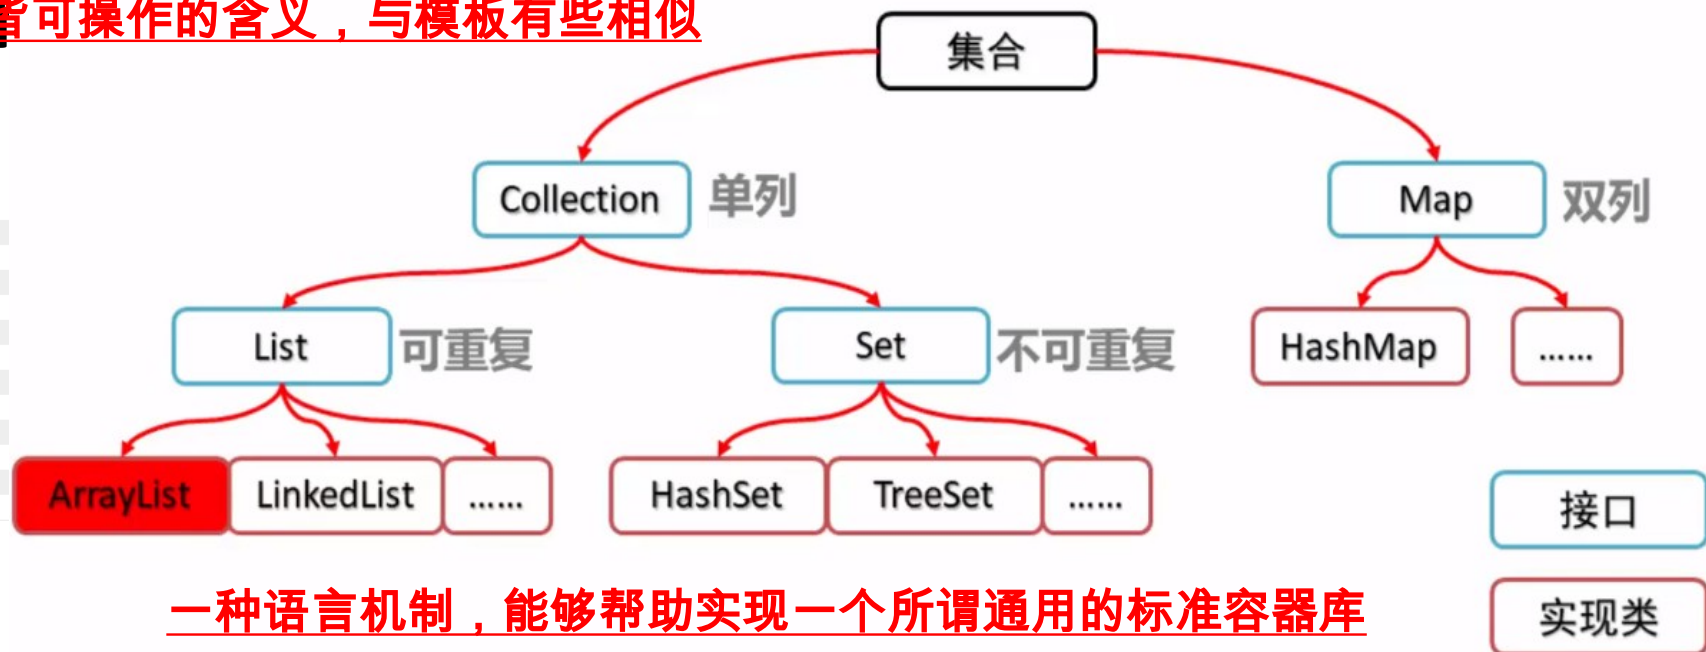 皆可操作的含义，与模板有些相似
集合
Collection 单列
Map 双列
List 可重复
Set 不可重复
HashMap
......
ArrayList
LinkedList
......
HashSet
TreeSet
......
接口
一种语言机制，能够帮助实现一个所谓通用的标准容器库
实现类